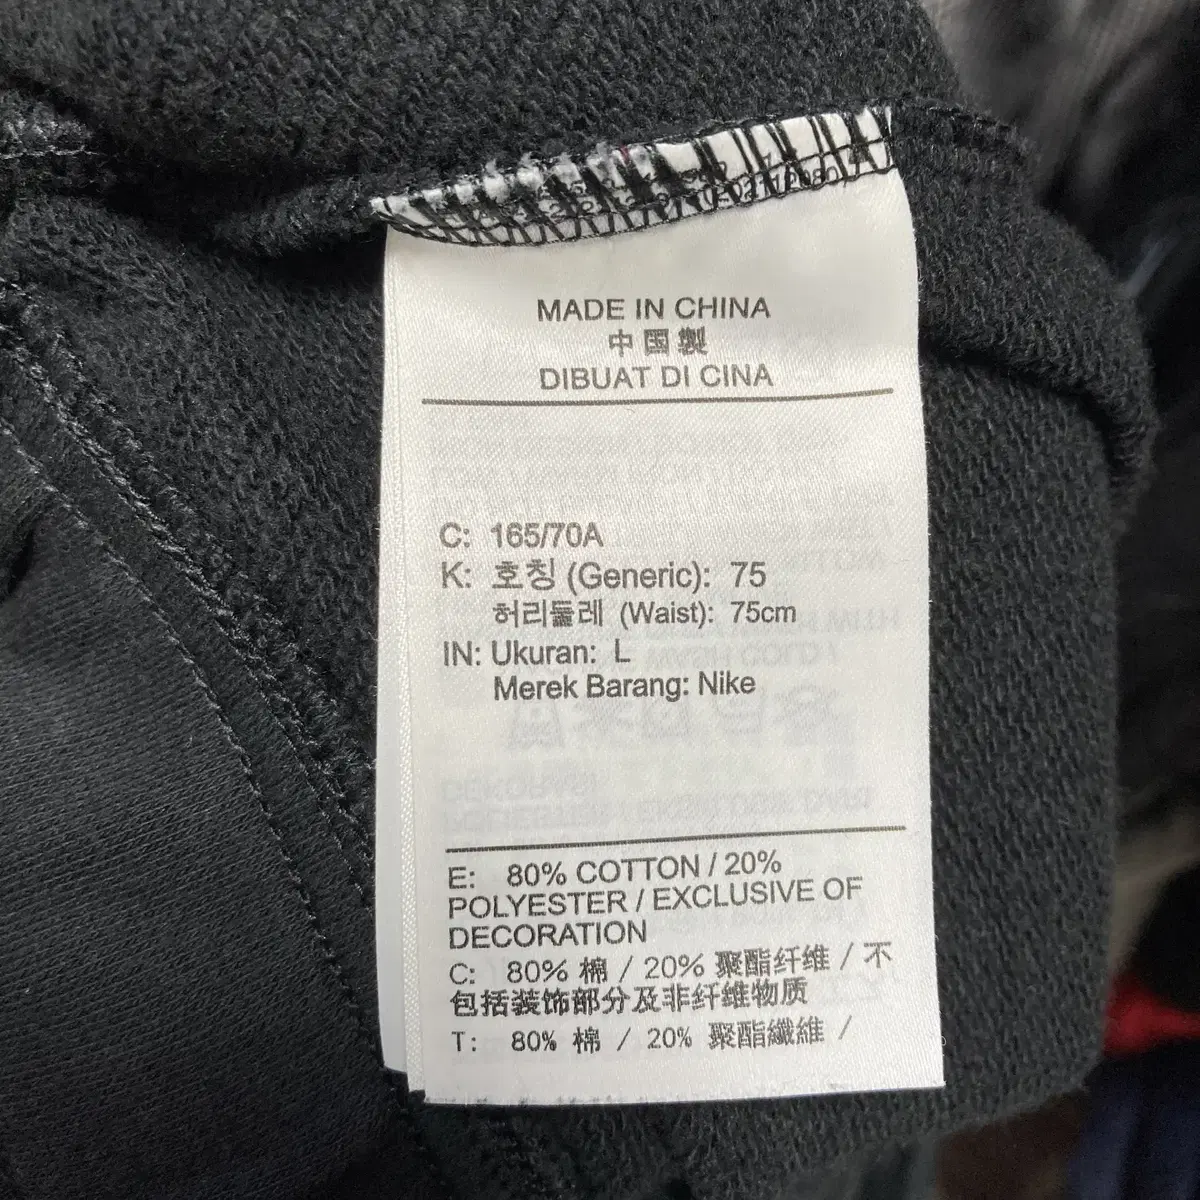 MADE IN CHINA
中国製
DIBUAT DI CINA
C: 165/70A
K: 호칭 (Generic): 75
허리둘레 (Waist): 75cm
IN: Ukuran: L
Merek Barang: Nike
E: 80% COTTON / 20%
POLYESTER / EXCLUSIVE OF
DECORATION
C: 80% 棉 / 20% 聚酯纤维 / 不
包括装饰部分及非纤维物质
T: 80% 棉 / 20% 聚酯纖維 /